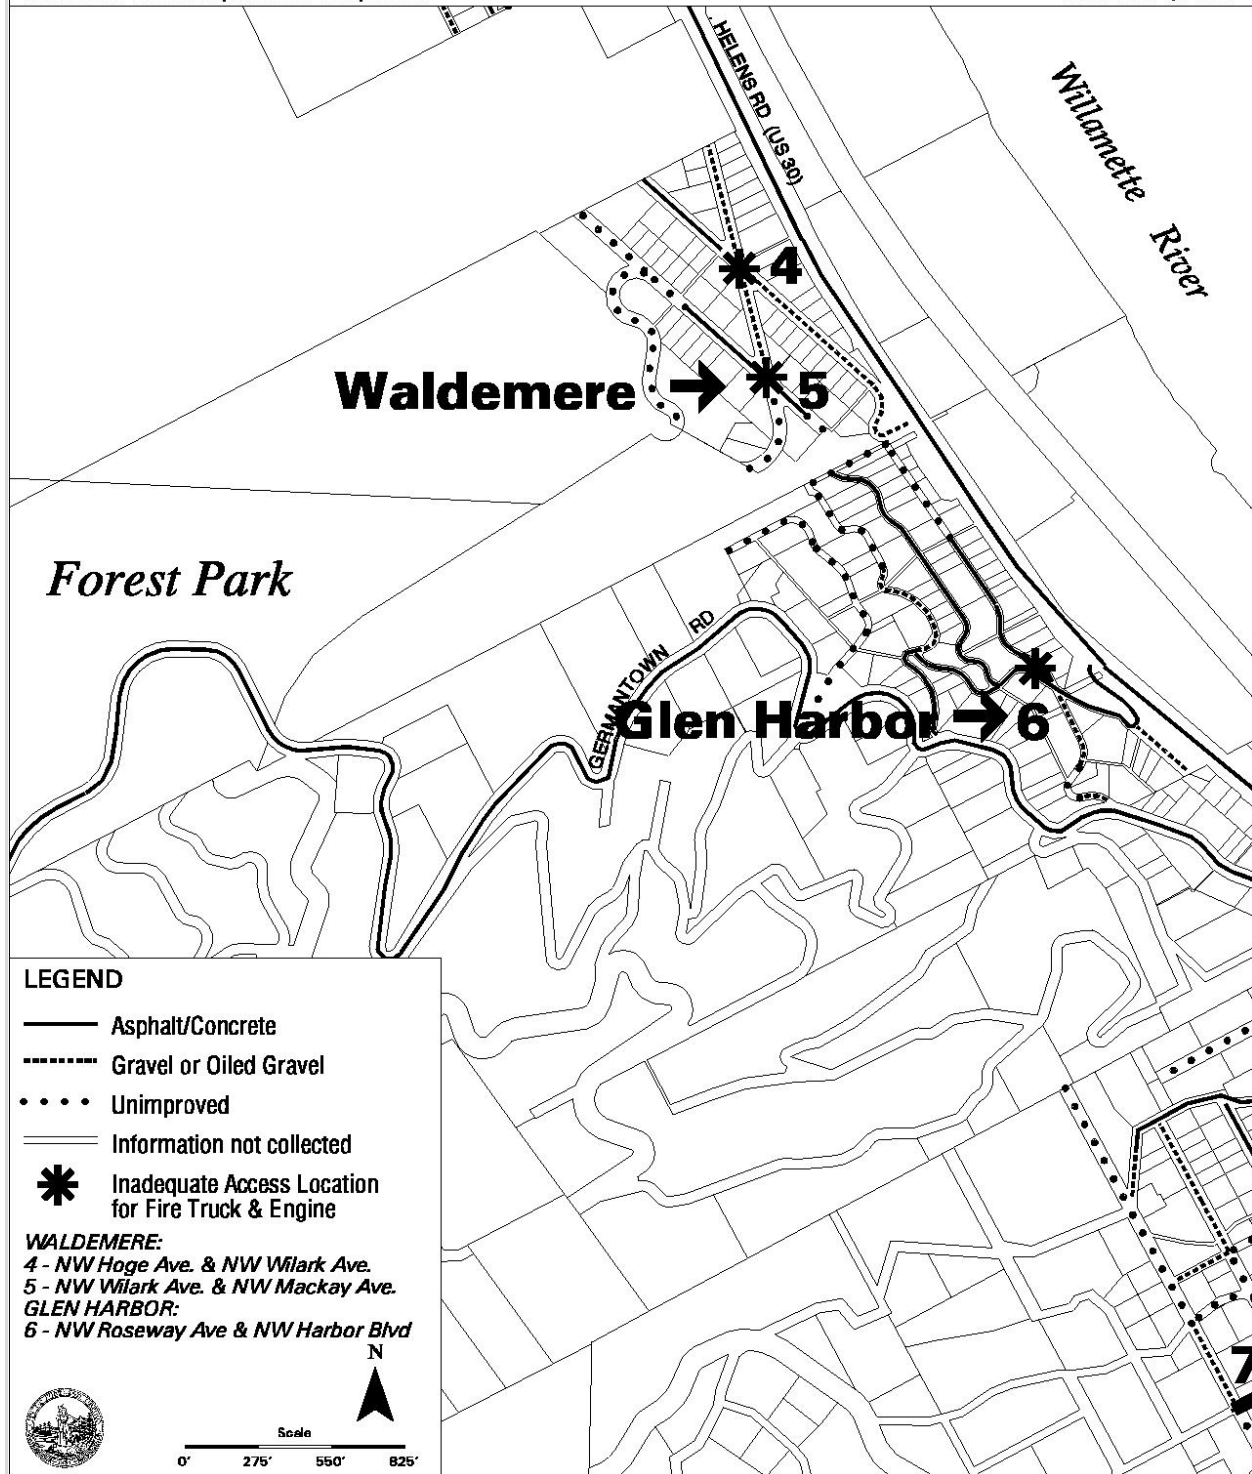 HELENS RD (US 30)
Willamette
River
4
Waldemere
5
Forest Park
GERMANTOWN RD
Glen Harbor
6
LEGEND
Asphalt/Concrete
Gravel or Oiled Gravel
Unimproved
Information not collected
Inadequate Access Location
for Fire Truck & Engine
WALDEMERE:
4 - NW Hoge Ave. & NW Wilark Ave.
5 - NW Wilark Ave. & NW Mackay Ave.
GLEN HARBOR:
6 - NW Roseway Ave & NW Harbor Blvd
N
Scale
0' 275' 550' 825'
7